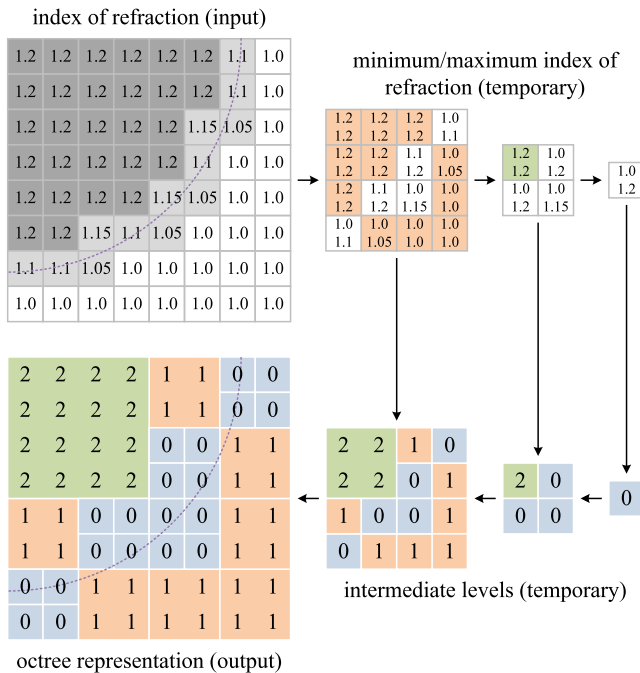 index of refraction (input)
1.2 1.2 1.2 1.2 1.2 1.2 1.1 1.0
1.2 1.2 1.2 1.2 1.2 1.2 1.1 1.0
1.2 1.2 1.2 1.2 1.2 1.15 1.05 1.0
1.2 1.2 1.2 1.2 1.2 1.1 1.0 1.0
1.2 1.2 1.2 1.2 1.15 1.05 1.0 1.0
1.2 1.2 1.15 1.1 1.05 1.0 1.0 1.0
1.1 1.1 1.05 1.0 1.0 1.0 1.0 1.0
1.0 1.0 1.0 1.0 1.0 1.0 1.0 1.0
minimum/maximum index of
refraction (temporary)
1.2 1.2 1.2 1.0
1.2 1.2 1.2 1.1
1.2 1.2 1.1 1.0
1.2 1.2 1.2 1.05
1.2 1.1 1.0 1.0
1.2 1.2 1.15 1.0
1.0 1.0 1.0 1.0
1.1 1.05 1.0 1.0
1.2 1.0
1.2 1.2
1.0 1.0
1.2 1.15
1.0
1.2
2 2 2 2 1 1 0 0
2 2 2 2 1 1 0 0
2 2 2 2 0 0 1 1
2 2 2 2 0 0 1 1
1 1 0 0 0 0 1 1
1 1 0 0 0 0 1 1
0 0 1 1 1 1 1 1
0 0 1 1 1 1 1 1
octree representation (output)
2 2 1 0
2 2 0 1
1 0 0 1
0 1 1 1
2 0
0 0
0
intermediate levels (temporary)